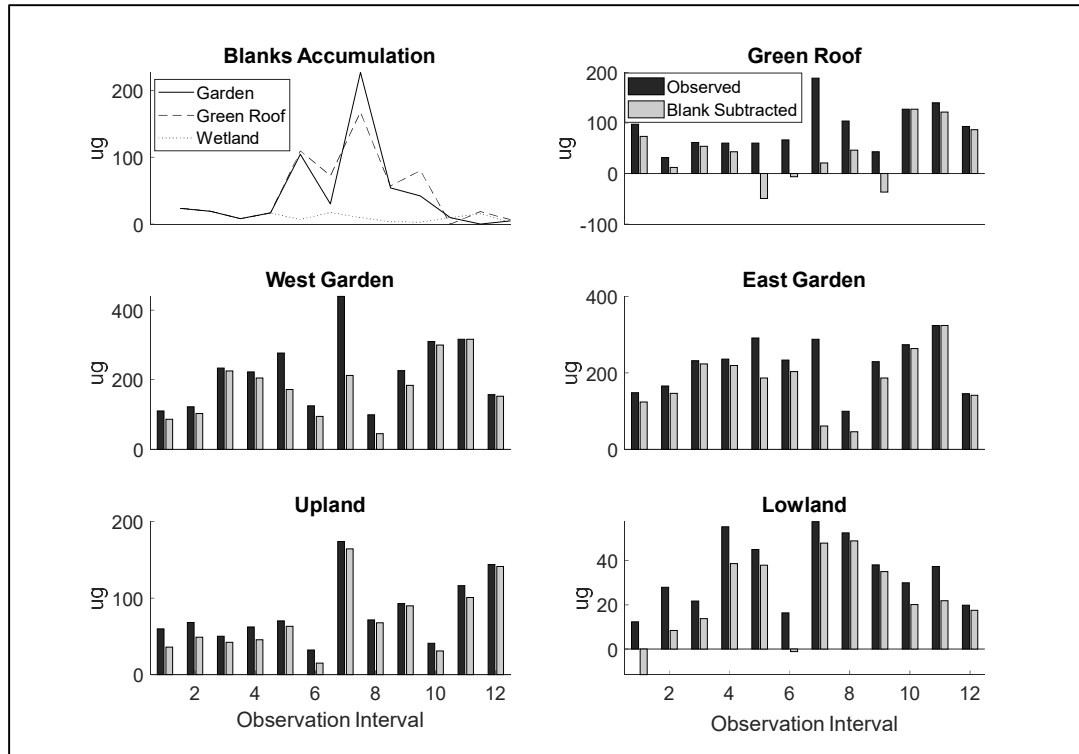 Blanks Accumulation
200
100
0
ug
Garden
Green Roof
Wetland
Green Roof
200
100
0
-100
ug
Observed
Blank Subtracted
West Garden
400
200
0
ug
East Garden
400
200
0
ug
Upland
200
100
0
ug
2 4 6 8 10 12
Observation Interval
Lowland
40
20
0
ug
2 4 6 8 10 12
Observation Interval